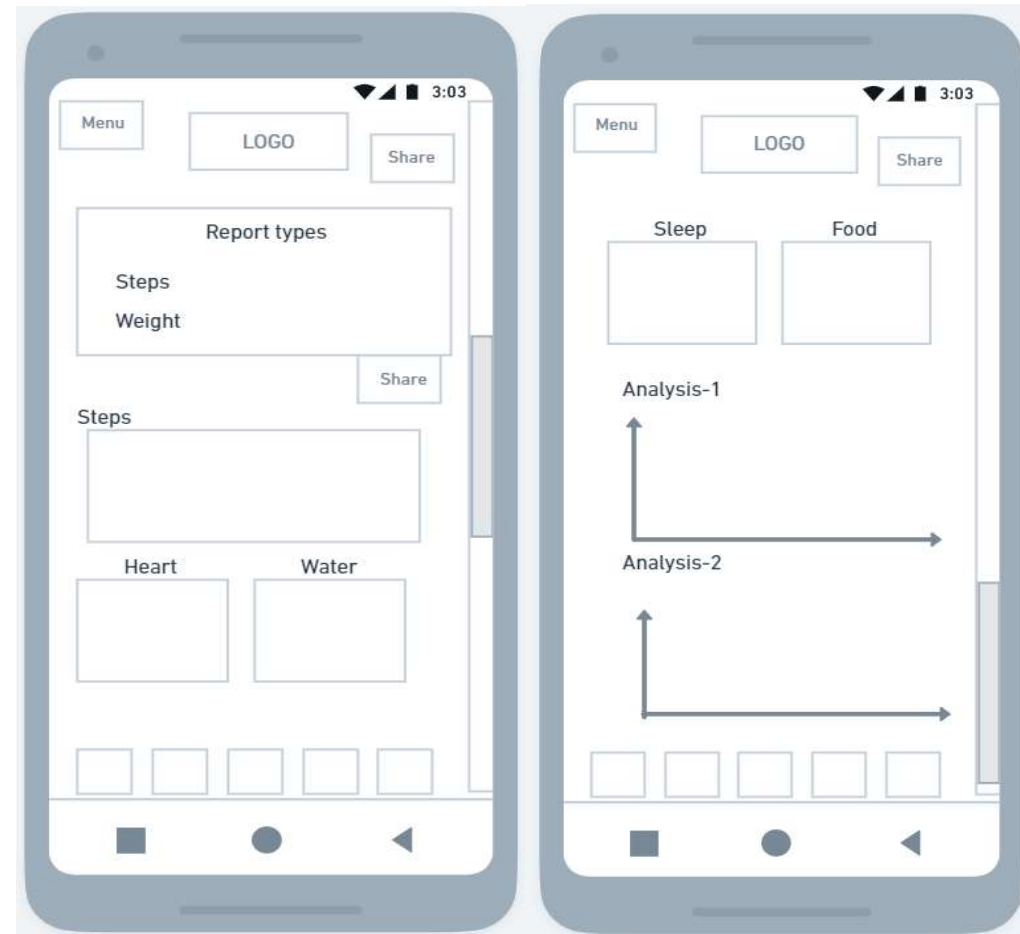 3:03
Menu
LOGO
Share
Report types
Steps
Weight
Share
Steps
Heart Water
3:03
Menu
LOGO
Share
Sleep Food
Analysis-1
Analysis-2